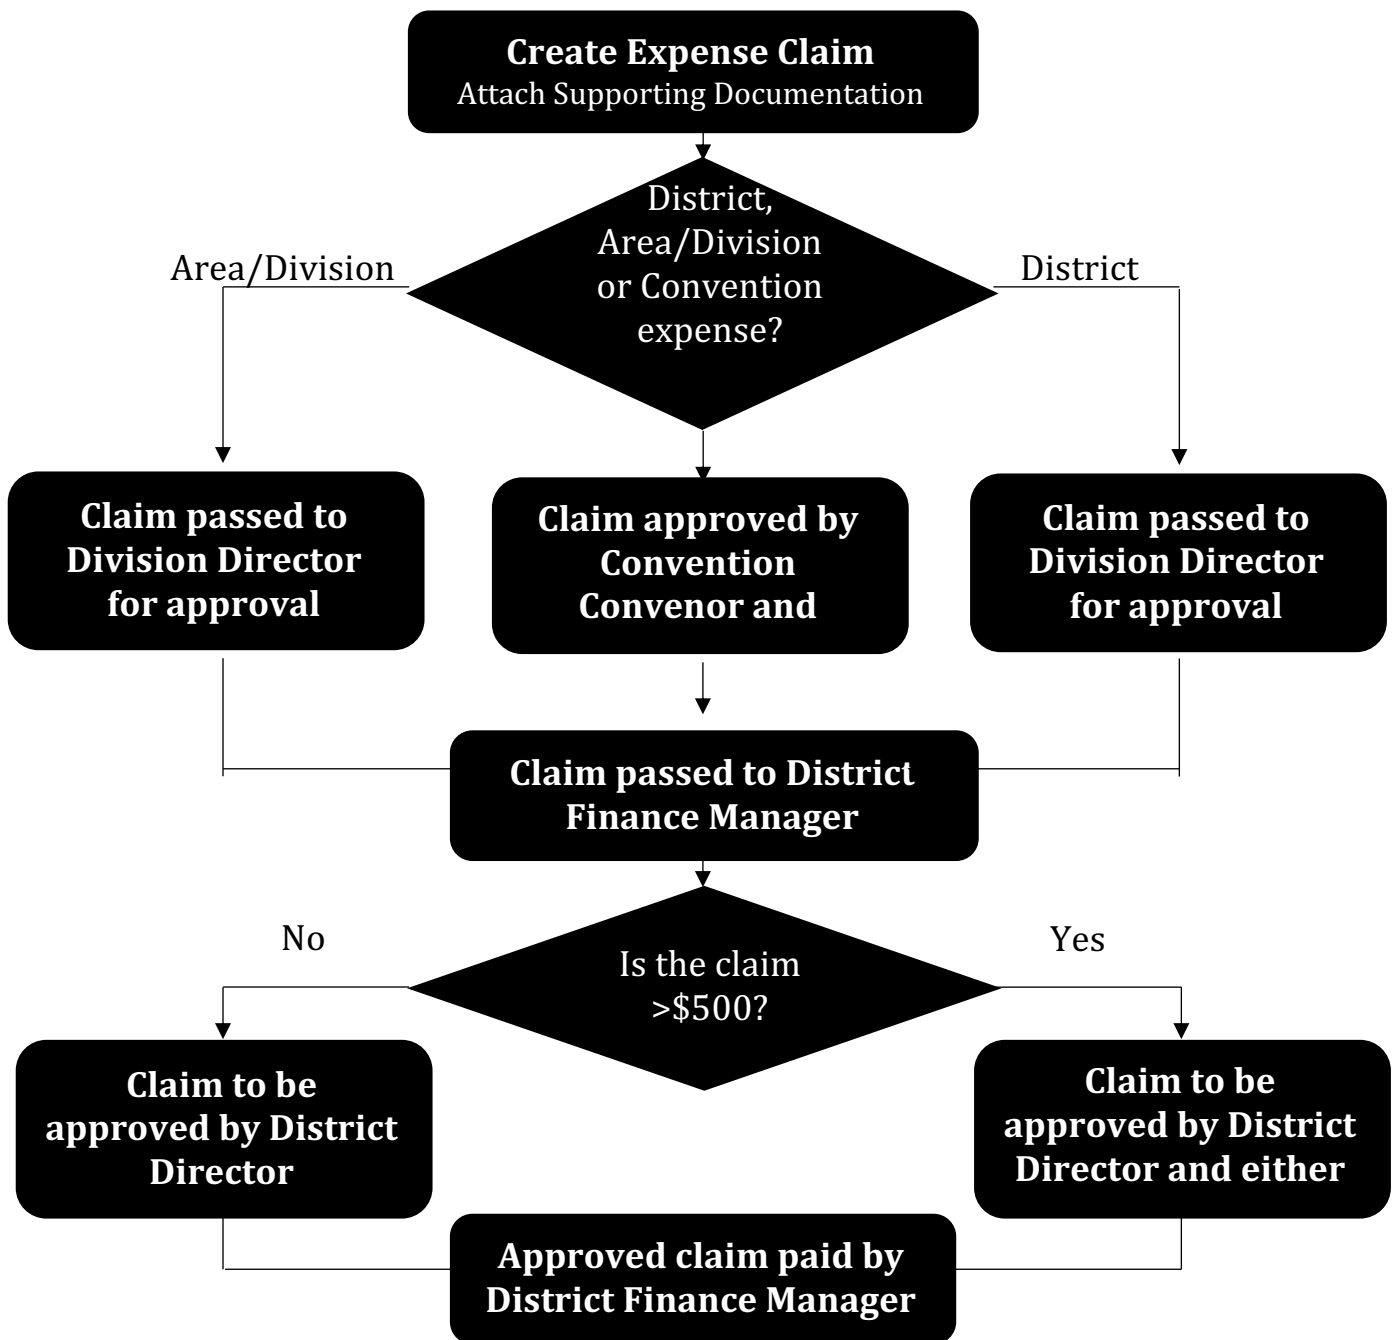 Create Expense Claim
Attach Supporting Documentation
District,
Area/Division
or Convention
expense?
Area/Division
District
Claim passed to
Division Director
for approval
Claim approved by
Convention
Convenor and
Claim passed to
Division Director
for approval
Claim passed to District
Finance Manager
Is the claim
>$500?
No
Yes
Claim to be
approved by District
Director
Claim to be
approved by District
Director and either
Approved claim paid by
District Finance Manager